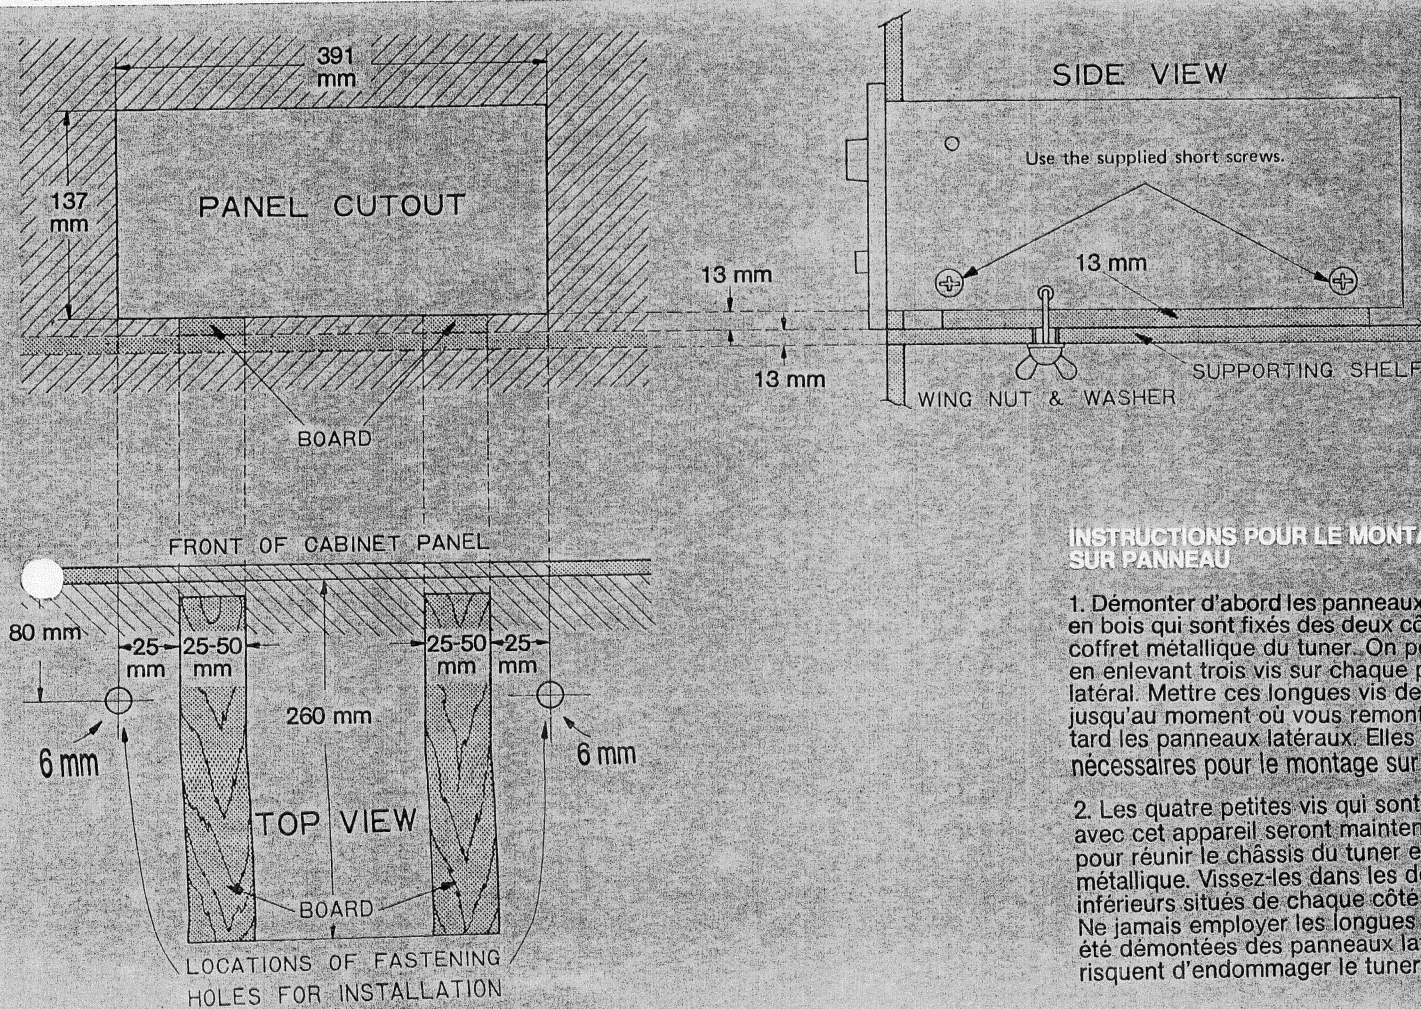 391
mm
137
mm
PANEL CUTOUT
BOARD
SIDE VIEW
Use the supplied short screws.
13 mm
13 mm
13 mm
SUPPORTING SHELF
WING NUT & WASHER
FRONT OF CABINET PANEL
80 mm
25
mm
25-50
mm
25-50
mm
25
mm
260 mm
6 mm
6 mm
TOP VIEW
BOARD
LOCATIONS OF FASTENING
HOLES FOR INSTALLATION
INSTRUCTIONS POUR LE MONTA
SUR PANNEAU
1. Démonter d'abord les panneaux
en bois qui sont fixés des deux cô
coffret métallique du tuner. On p
en enlevant trois vis sur chaque p
latéral. Mettre ces longues vis de
jusqu'au moment où vous remont
tard les panneaux latéraux. Elles
nécessaires pour le montage sur
2. Les quatre petites vis qui sont
avec cet appareil seront mainten
pour réunir le châssis du tuner e
métallique. Vissez-les dans les d
inférieurs situés de chaque côté
Ne jamais employer les longues
été démontées des panneaux la
risquent d'endommager le tuner